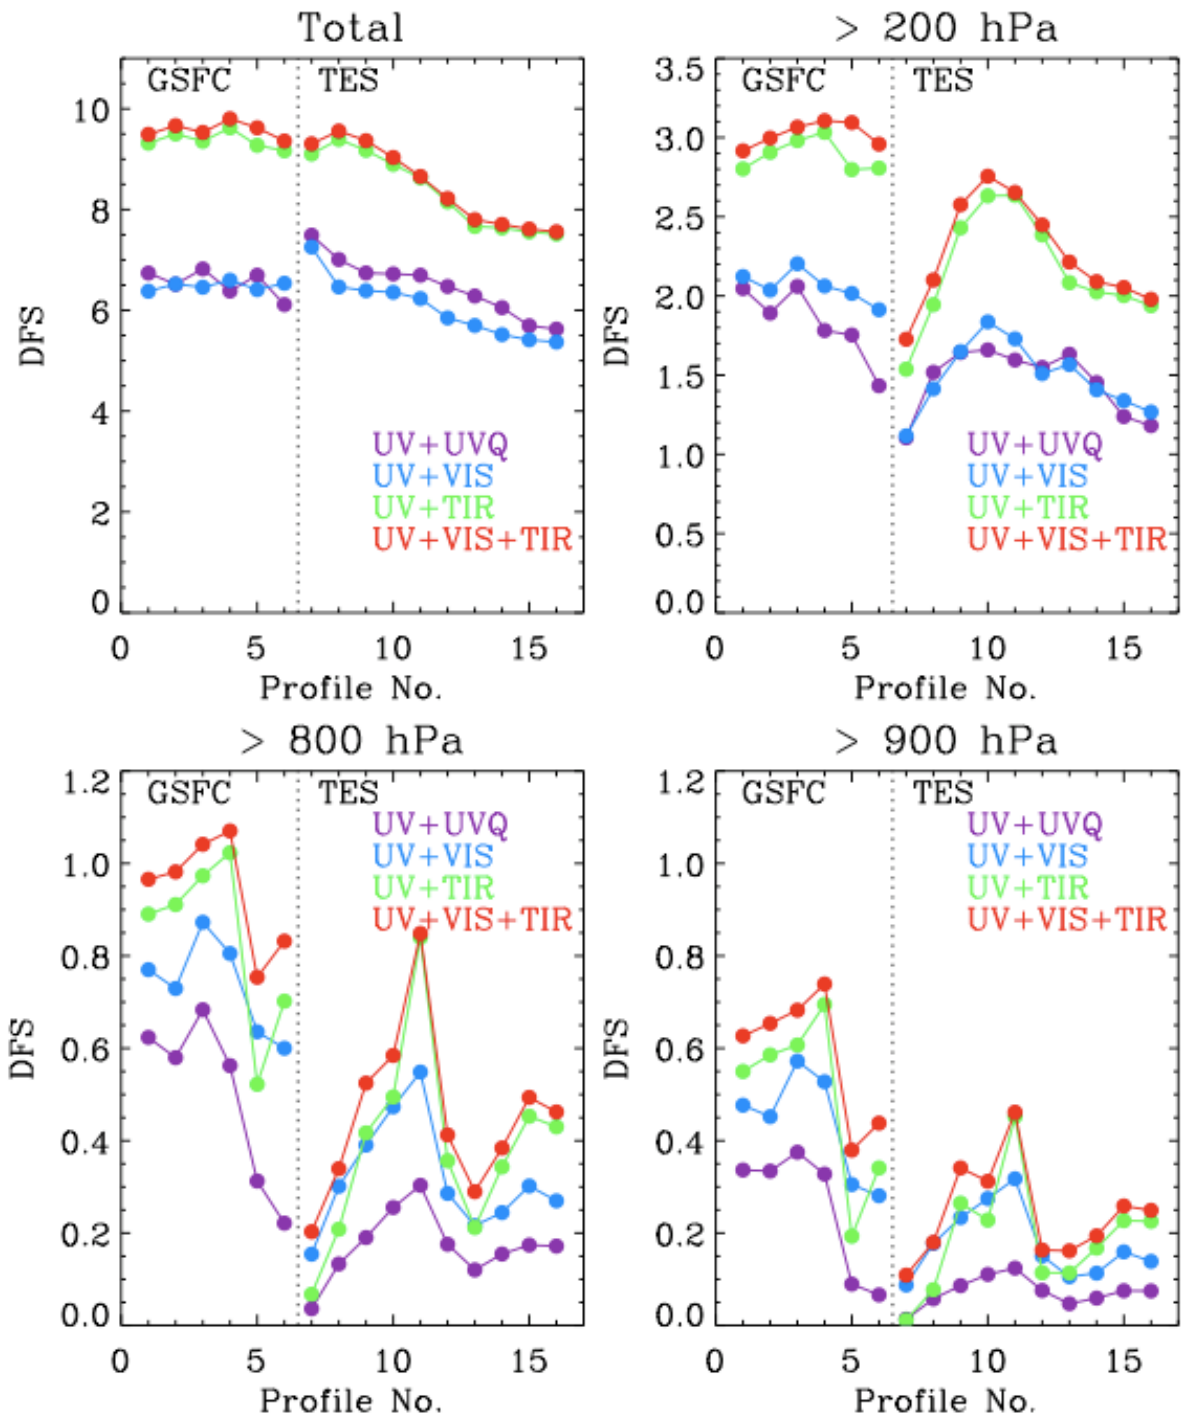 Total
GSFC TES
10
8
6
4
2
0
DFS
UV+UVQ
UV+VIS
UV+TIR
UV+VIS+TIR
0 5 10 15
Profile No.
> 200 hPa
GSFC TES
3.5
3.0
2.5
2.0
1.5
1.0
0.5
0.0
DFS
UV+UVQ
UV+VIS
UV+TIR
UV+VIS+TIR
0 5 10 15
Profile No.
> 800 hPa
GSFC TES
1.2
1.0
0.8
0.6
0.4
0.2
0.0
DFS
UV+UVQ
UV+VIS
UV+TIR
UV+VIS+TIR
0 5 10 15
Profile No.
> 900 hPa
GSFC TES
1.2
1.0
0.8
0.6
0.4
0.2
0.0
DFS
UV+UVQ
UV+VIS
UV+TIR
UV+VIS+TIR
0 5 10 15
Profile No.